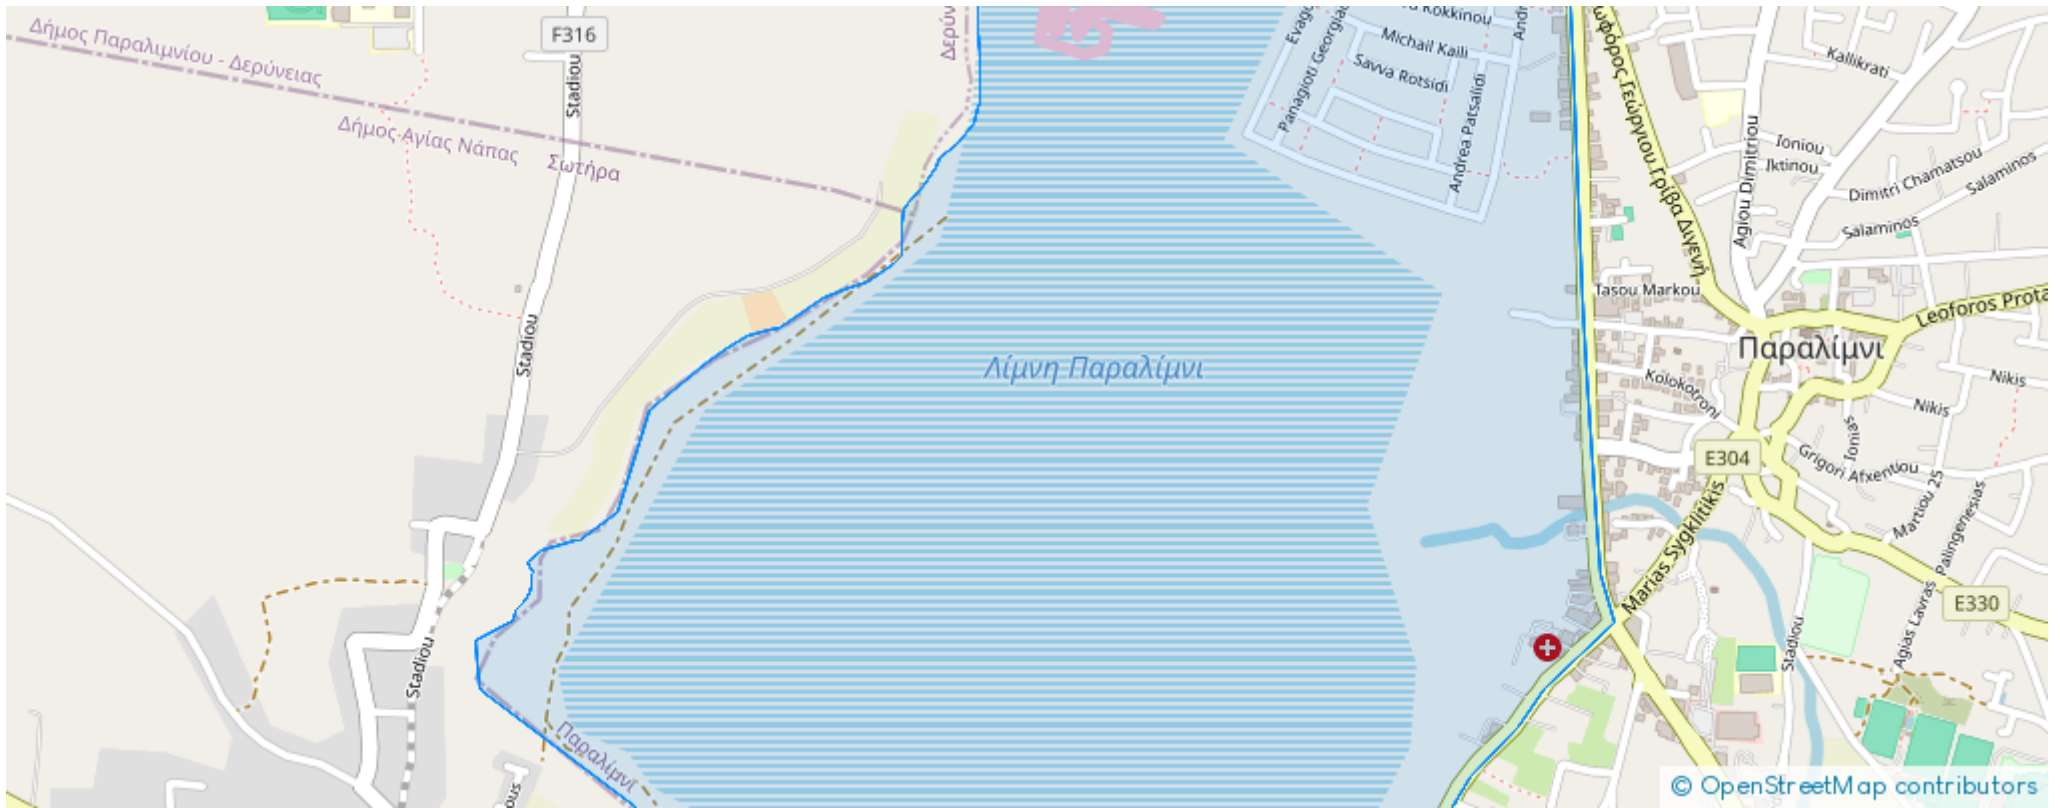 Δήμος Παραλιμνίου - Δερύνειας
F316
Stadiou
Δήμος Αγίας Νάπας
Σωτήρα
Michail Kaili
Savva Rotsidi
Andrea Patsalidi
Kallikrati
Ioniou
Iktinou
Dimitri Chamatsou
Salaminos
Salaminos
Agiou Dimitriou
Tasou Markou
Παραλίμνι
Kolokotroni
Nikis
Nikis
Ionias
E304
Grigori Afxentiou
Martiou 25
Palingenesias
Agias Lavras
Marias Sygklitikis
E330
Stadiou
Λίμνη Παραλίμνι
Stadiou
Stadiou
Παραλίμνι
© OpenStreetMap contributors